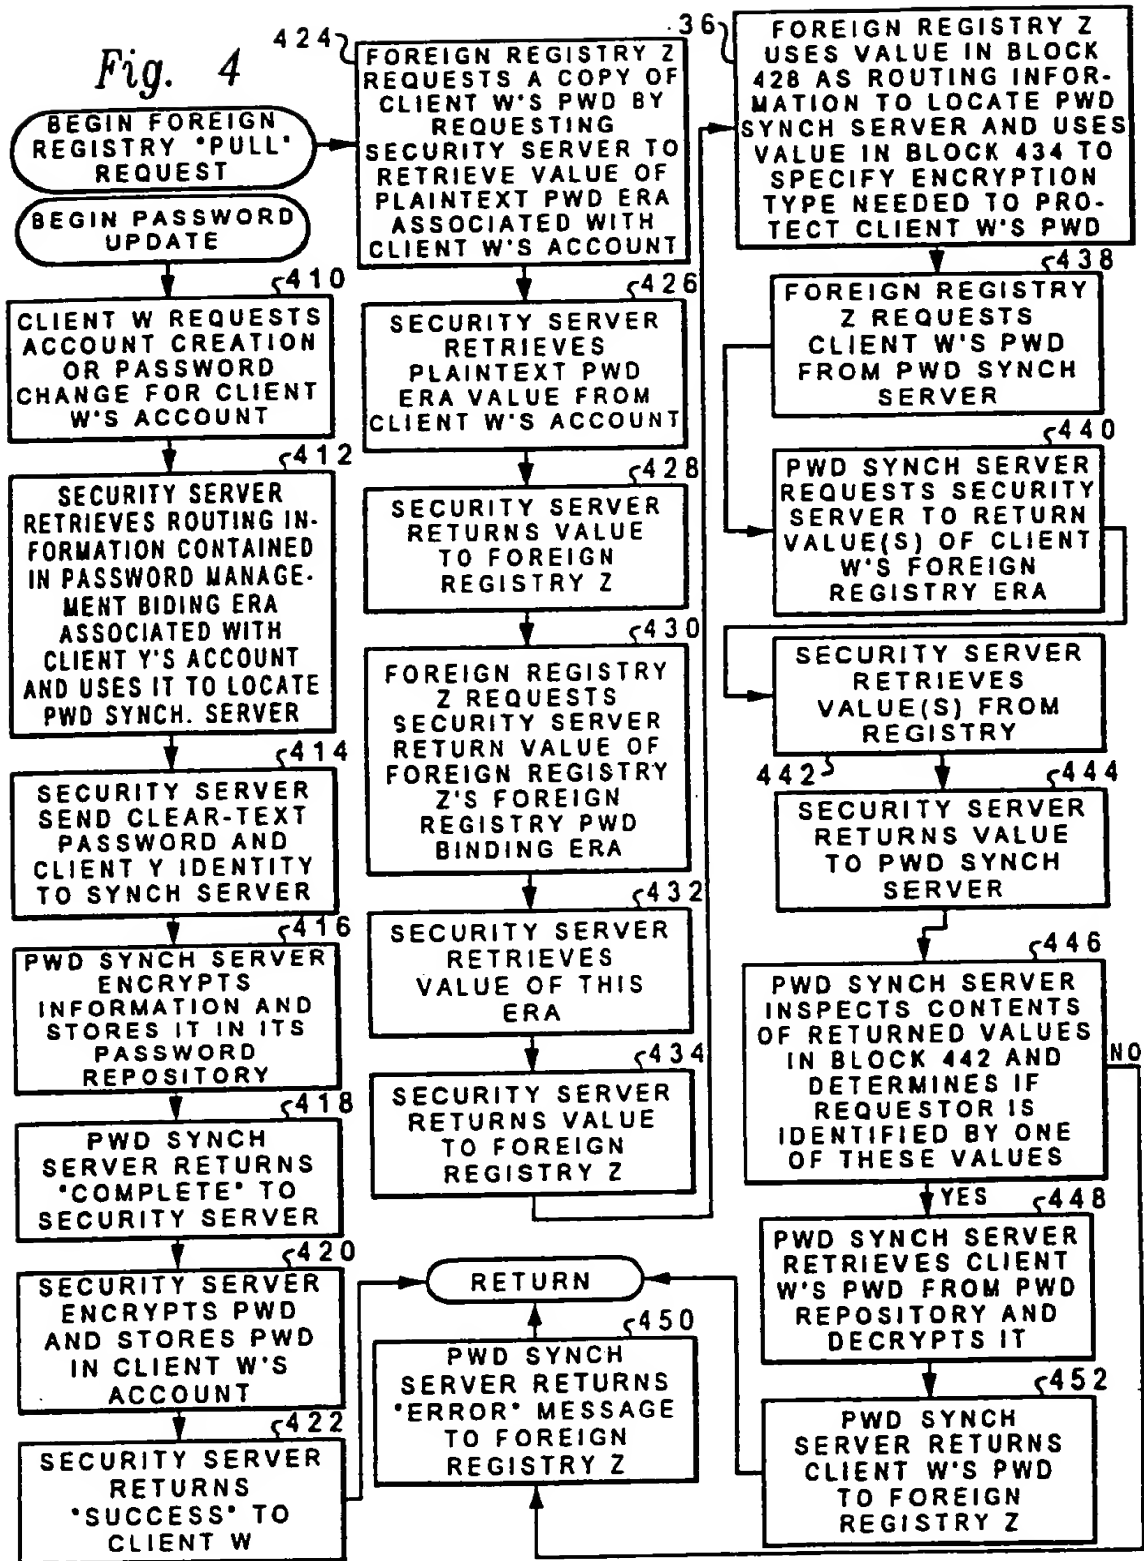 Fig. 4
BEGIN FOREIGN
REGISTRY "PULL"
REQUEST
BEGIN PASSWORD
UPDATE
410
CLIENT W REQUESTS
ACCOUNT CREATION
OR PASSWORD
CHANGE FOR CLIENT
W'S ACCOUNT
412
SECURITY SERVER
RETRIEVES ROUTING IN-
FORMATION CONTAINED
IN PASSWORD MANAGE-
MENT BIDING ERA
ASSOCIATED WITH
CLIENT Y'S ACCOUNT
AND USES IT TO LOCATE
PWD SYNCH. SERVER
414
SECURITY SERVER
SEND CLEAR-TEXT
PASSWORD AND
CLIENT Y IDENTITY
TO SYNCH SERVER
416
PWD SYNCH SERVER
ENCRYPTS
INFORMATION AND
STORES IT IN ITS
PASSWORD
REPOSITORY
418
PWD SYNCH
SERVER RETURNS
"COMPLETE" TO
SECURITY SERVER
420
SECURITY SERVER
ENCRYPTS PWD
AND STORES PWD
IN CLIENT W'S
ACCOUNT
422
SECURITY SERVER
RETURNS
"SUCCESS" TO
CLIENT W
424
FOREIGN REGISTRY Z
REQUESTS A COPY OF
CLIENT W'S PWD BY
REQUESTING
SECURITY SERVER TO
RETRIEVE VALUE OF
PLAINTEXT PWD ERA
ASSOCIATED WITH
CLIENT W'S ACCOUNT
426
SECURITY SERVER
RETRIEVES
PLAINTEXT PWD
ERA VALUE FROM
CLIENT W'S ACCOUNT
428
SECURITY SERVER
RETURNS VALUE
TO FOREIGN
REGISTRY Z
430
FOREIGN REGISTRY
Z REQUESTS
SECURITY SERVER
RETURN VALUE OF
FOREIGN REGISTRY
Z'S FOREIGN
REGISTRY PWD
BINDING ERA
432
SECURITY SERVER
RETRIEVES
VALUE OF THIS
ERA
434
SECURITY SERVER
RETURNS VALUE
TO FOREIGN
REGISTRY Z
36
FOREIGN REGISTRY Z
USES VALUE IN BLOCK
428 AS ROUTING INFOR-
MATION TO LOCATE PWD
SYNCH SERVER AND USES
VALUE IN BLOCK 434 TO
SPECIFY ENCRYPTION
TYPE NEEDED TO PRO-
TECT CLIENT W'S PWD
438
FOREIGN REGISTRY
Z REQUESTS
CLIENT W'S PWD
FROM PWD SYNCH
SERVER
440
PWD SYNCH SERVER
REQUESTS SECURITY
SERVER TO RETURN
VALUE(S) OF CLIENT
W'S FOREIGN
REGISTRY ERA
SECURITY SERVER
RETRIEVES
VALUE(S) FROM
REGISTRY
442
444
SECURITY SERVER
RETURNS VALUE
TO PWD SYNCH
SERVER
446
PWD SYNCH SERVER
INSPECTS CONTENTS
OF RETURNED VALUES
IN BLOCK 442 AND
DETERMINES IF
REQUESTOR IS
IDENTIFIED BY ONE
OF THESE VALUES
NO
YES
448
PWD SYNCH SERVER
RETRIEVES CLIENT
W'S PWD FROM PWD
REPOSITORY AND
DECRYPTS IT
452
PWD SYNCH
SERVER RETURNS
CLIENT W'S PWD
TO FOREIGN
REGISTRY Z
RETURN
450
PWD SYNCH
SERVER RETURNS
"ERROR" MESSAGE
TO FOREIGN
REGISTRY Z